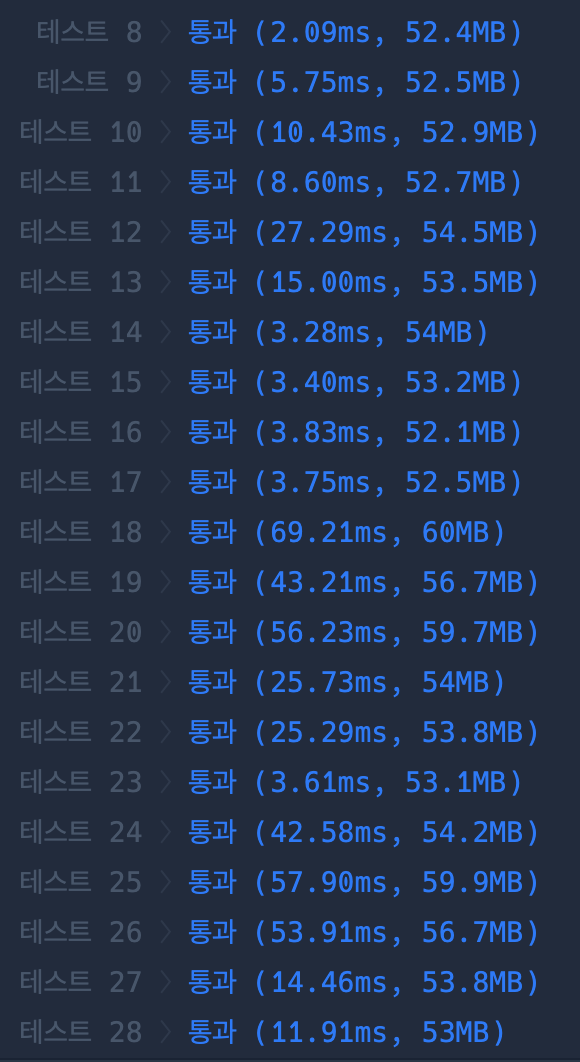 테스트 8 > 통과 (2.09ms, 52.4MB)
테스트 9 > 통과 (5.75ms, 52.5MB)
테스트 10 > 통과 (10.43ms, 52.9MB)
테스트 11 > 통과 (8.60ms, 52.7MB)
테스트 12 > 통과 (27.29ms, 54.5MB)
테스트 13 > 통과 (15.00ms, 53.5MB)
테스트 14 > 통과 (3.28ms, 54MB)
테스트 15 > 통과 (3.40ms, 53.2MB)
테스트 16 > 통과 (3.83ms, 52.1MB)
테스트 17 > 통과 (3.75ms, 52.5MB)
테스트 18 > 통과 (69.21ms, 60MB)
테스트 19 > 통과 (43.21ms, 56.7MB)
테스트 20 > 통과 (56.23ms, 59.7MB)
테스트 21 > 통과 (25.73ms, 54MB)
테스트 22 > 통과 (25.29ms, 53.8MB)
테스트 23 > 통과 (3.61ms, 53.1MB)
테스트 24 > 통과 (42.58ms, 54.2MB)
테스트 25 > 통과 (57.90ms, 59.9MB)
테스트 26 > 통과 (53.91ms, 56.7MB)
테스트 27 > 통과 (14.46ms, 53.8MB)
테스트 28 > 통과 (11.91ms, 53MB)